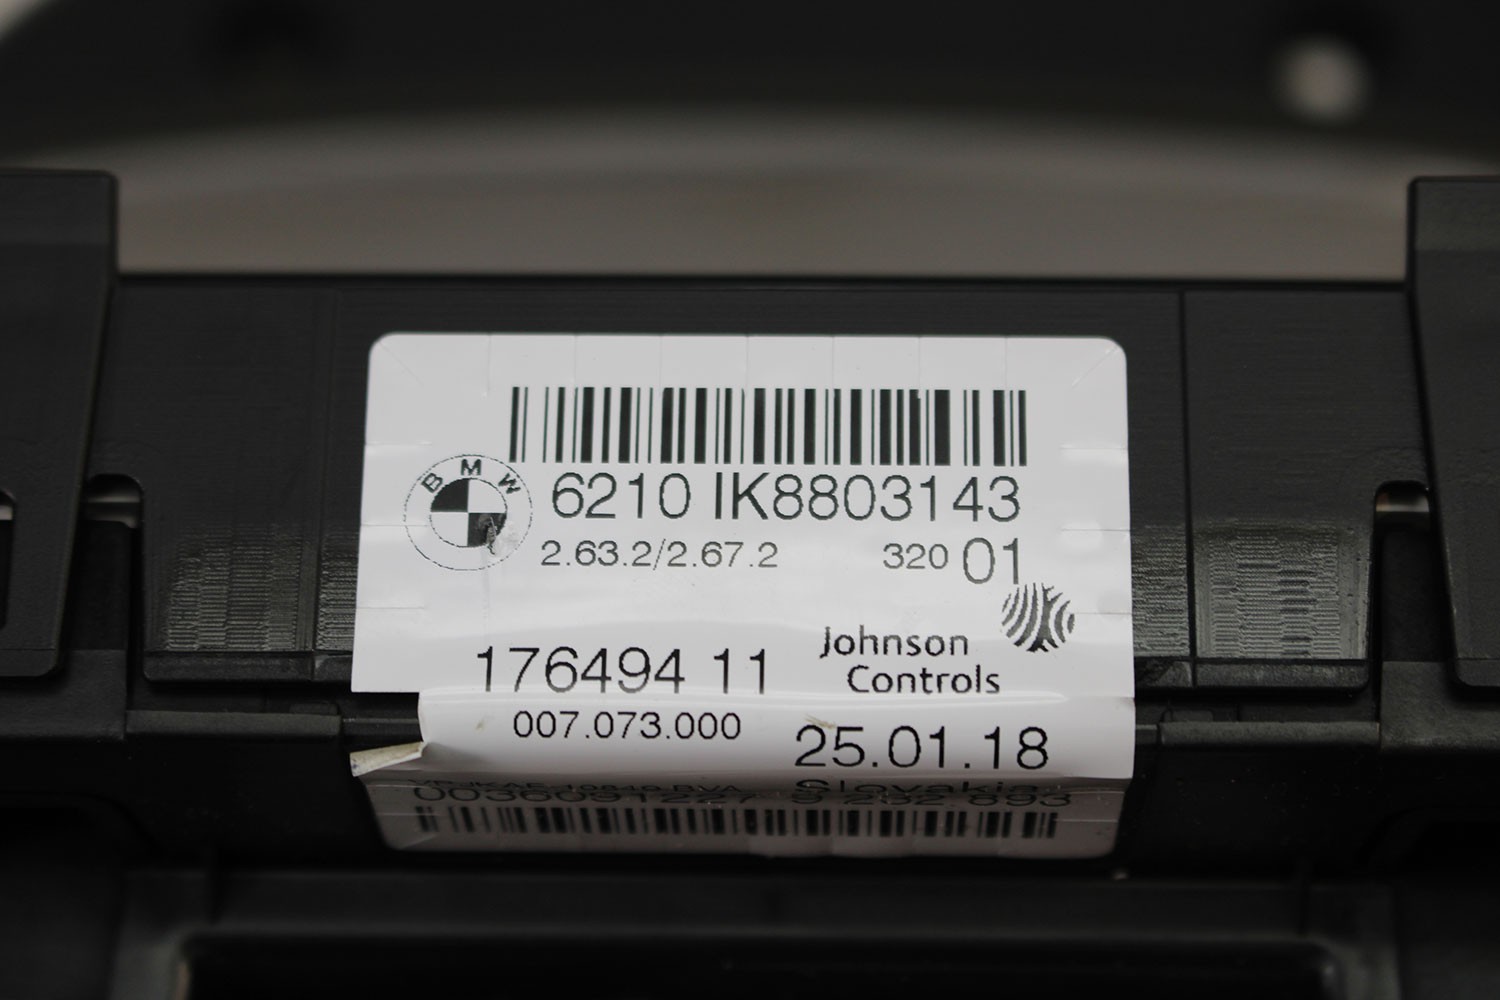 BMW
6210 IK8803143
2.63.2/2.67.2 320 01
Johnson
Controls
176494 11
007.073.000
25.01.18
Slovakia